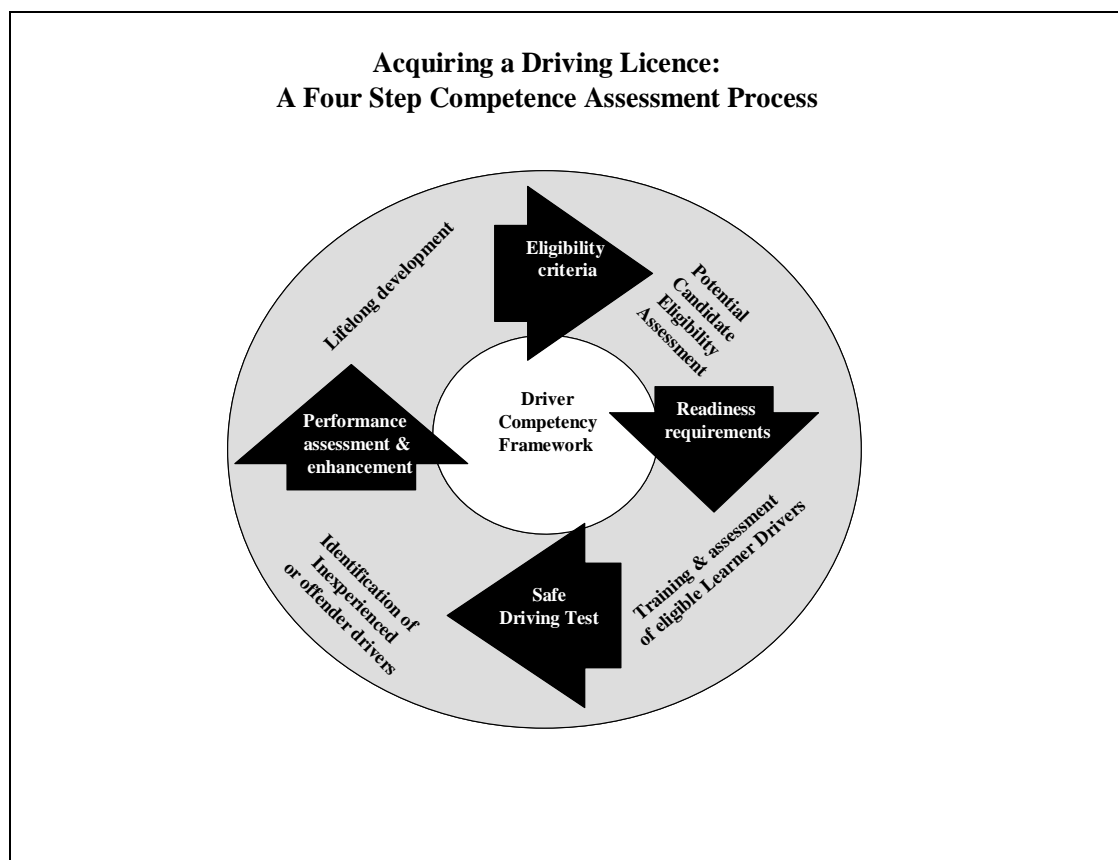 Acquiring a Driving Licence:
A Four Step Competence Assessment Process
Eligibility
criteria
Potential
Candidate
Eligibility
Assessment
Readiness
requirements
Training & assessment
of eligible Learner Drivers
Safe
Driving Test
Identification of
Inexperienced
or offender drivers
Performance
assessment &
enhancement
Lifelong development
Driver
Competency
Framework